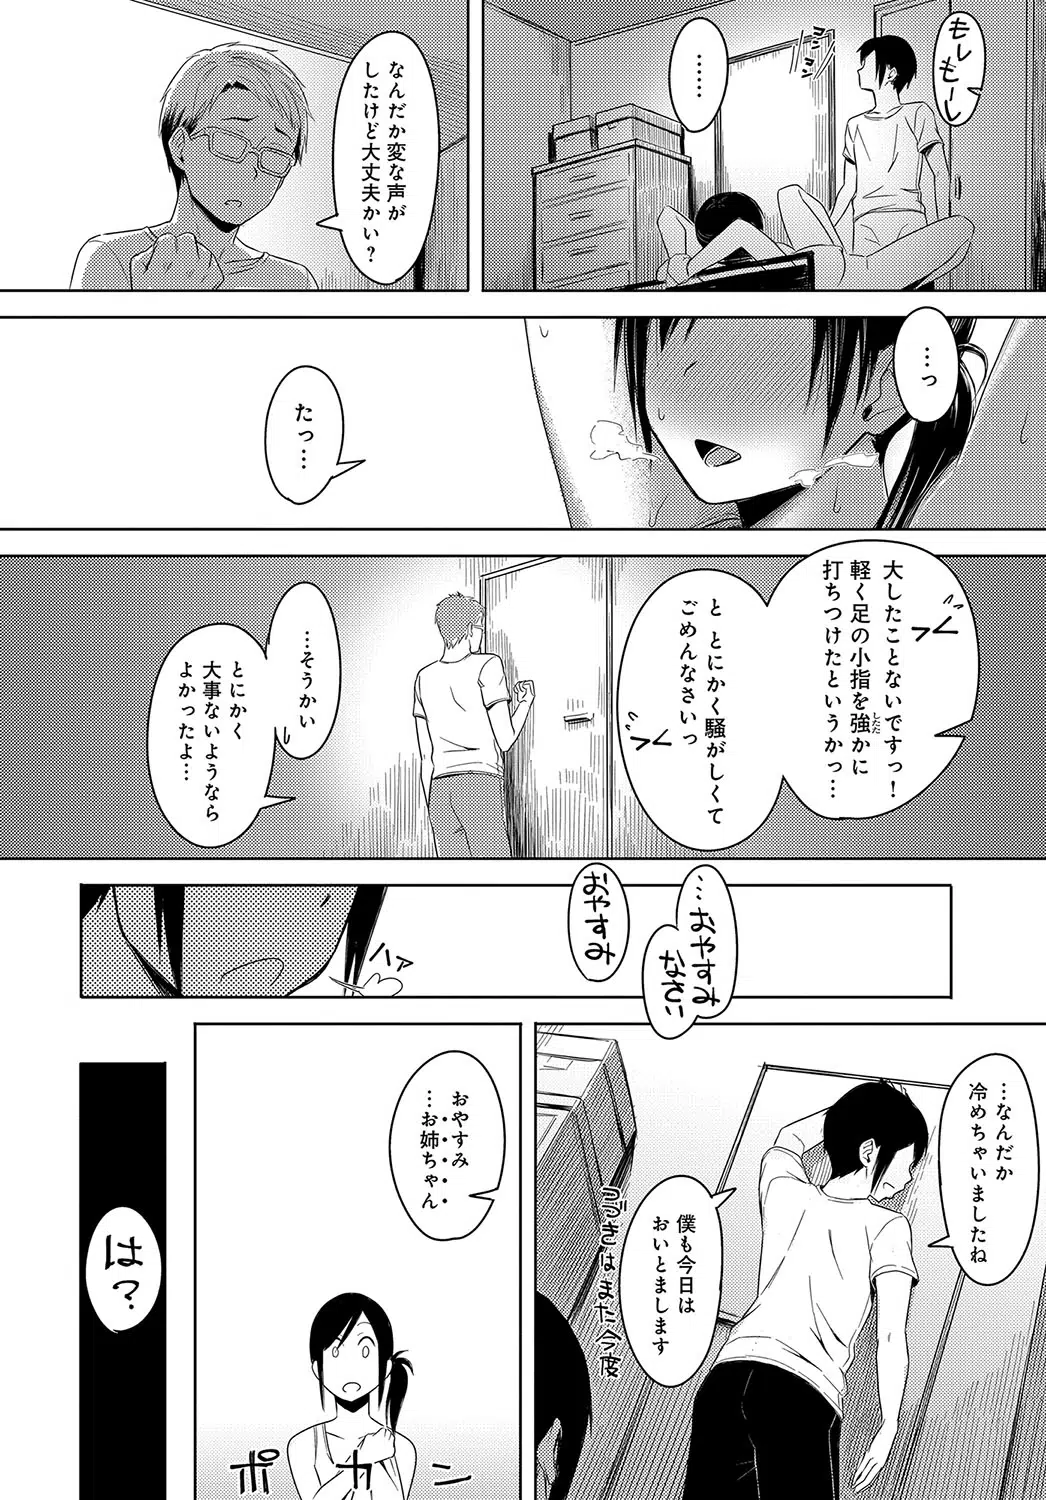 もしもーし
コンコン
……
なんだか変な声が
したけど大丈夫かい？
…っ
たっ…
大したことないですっ！
軽く足の小指を強かに
したた
打ちつけたというかっ…
と とにかく騒がしくて
ごめんなさいっ
…そうかい
とにかく
大事ないようなら
よかったよ…
…おやすみ
なさい
おやすみ
ハァ
…なんだか
冷めちゃいましたね
僕も今日は
おいとまします
つづきはまた今度
おやすみ
…お姉ちゃん
ポカン
は？